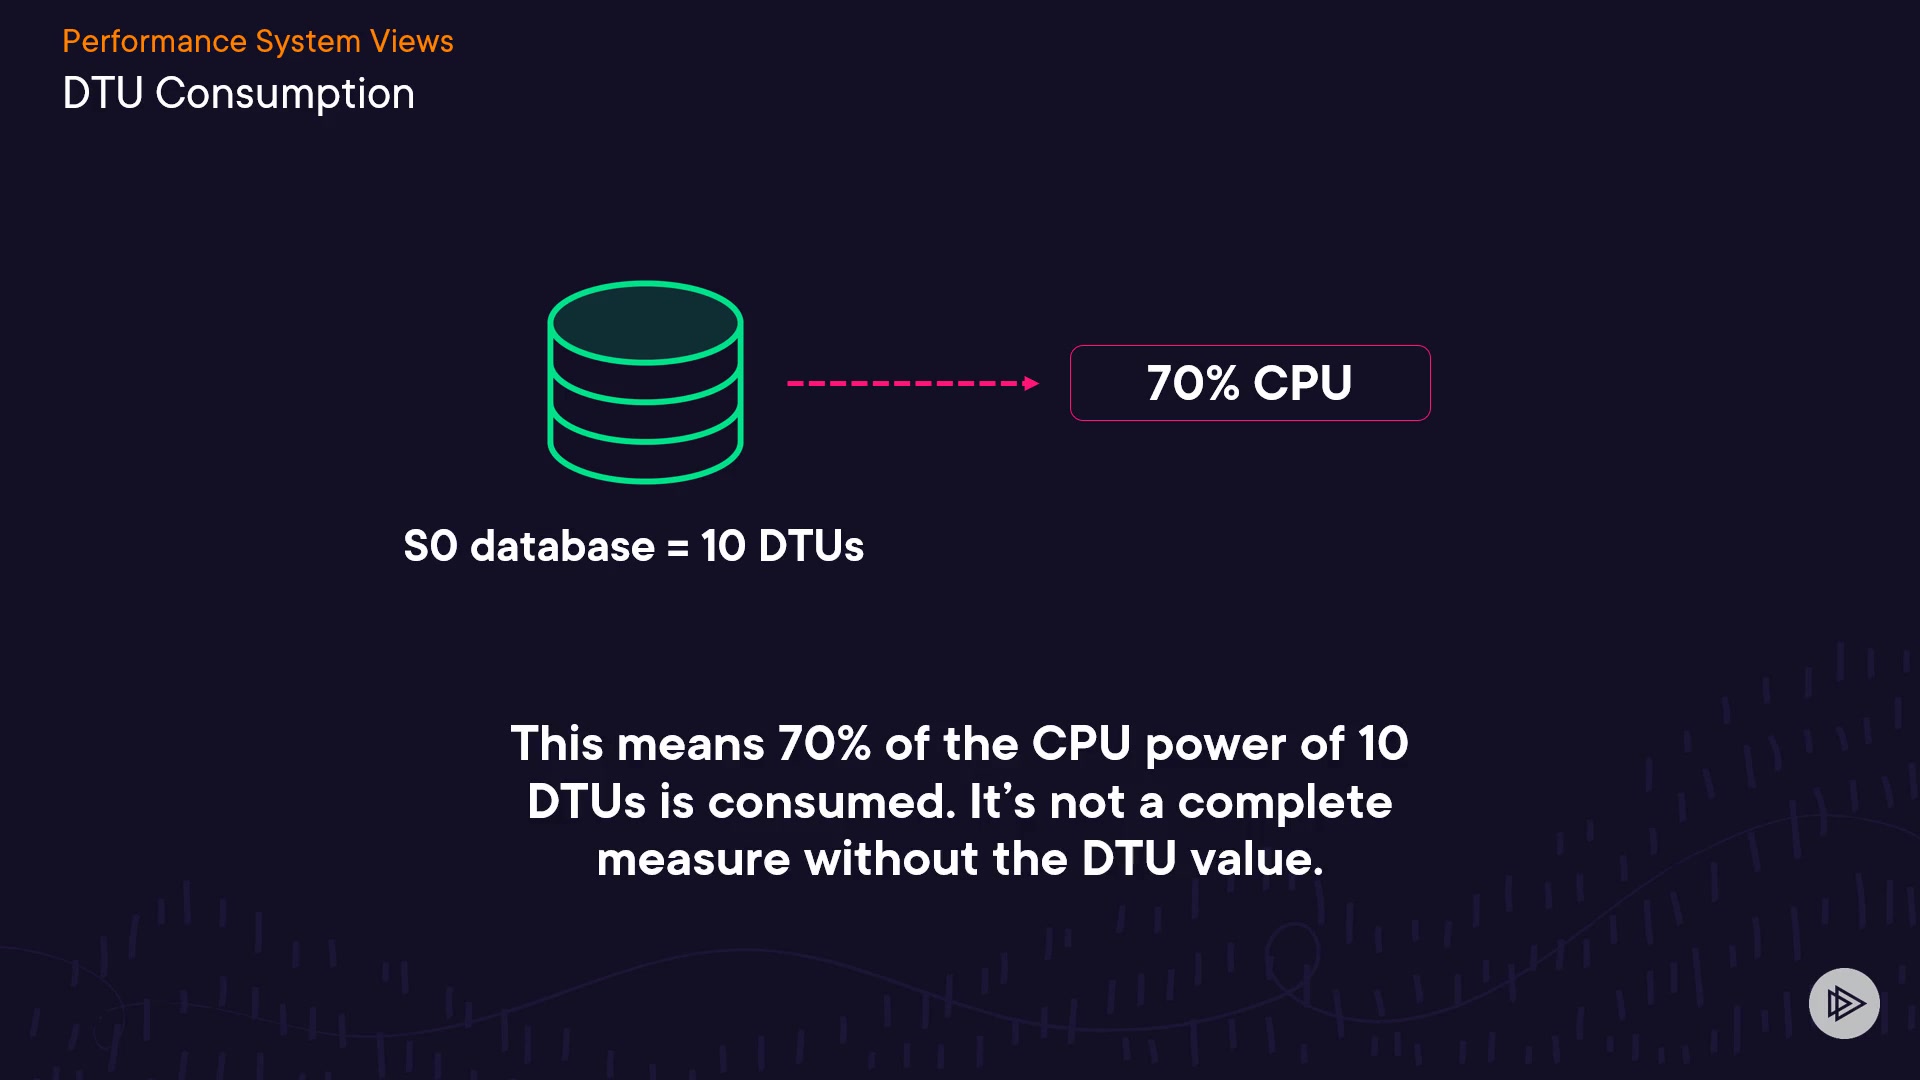 Performance System Views
DTU Consumption
70% CPU
S0 database = 10 DTUs
This means 70% of the CPU power of 10
DTUs is consumed. It’s not a complete
measure without the DTU value.